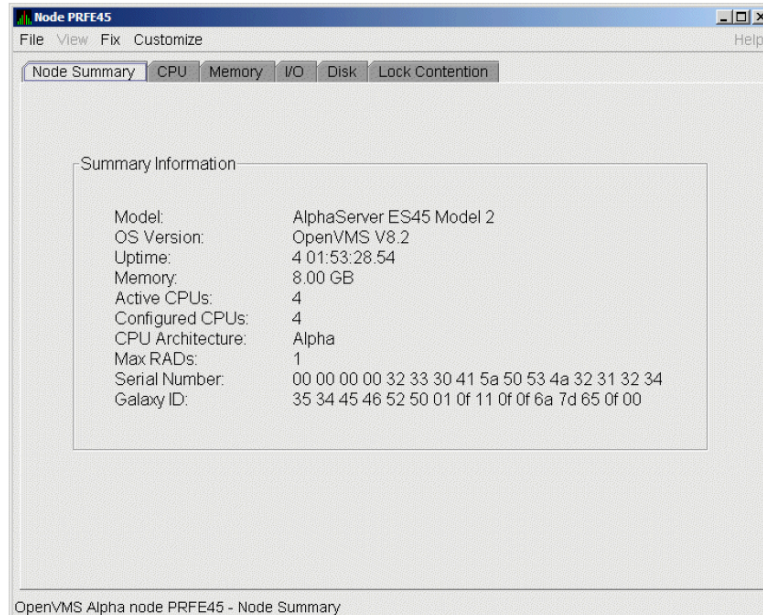 Node PRFE45
File View Fix Customize Help
Node Summary CPU Memory I/O Disk Lock Contention
Summary Information
Model: AlphaServer ES45 Model 2
OS Version: OpenVMS V8.2
Uptime: 4 01:53:28.54
Memory: 8.00 GB
Active CPUs: 4
Configured CPUs: 4
CPU Architecture: Alpha
Max RADs: 1
Serial Number: 00 00 00 00 32 33 30 41 5a 50 53 4a 32 31 32 34
Galaxy ID: 35 34 45 46 52 50 01 0f 11 0f 0f 6a 7d 65 0f 00
OpenVMS Alpha node PRFE45 - Node Summary